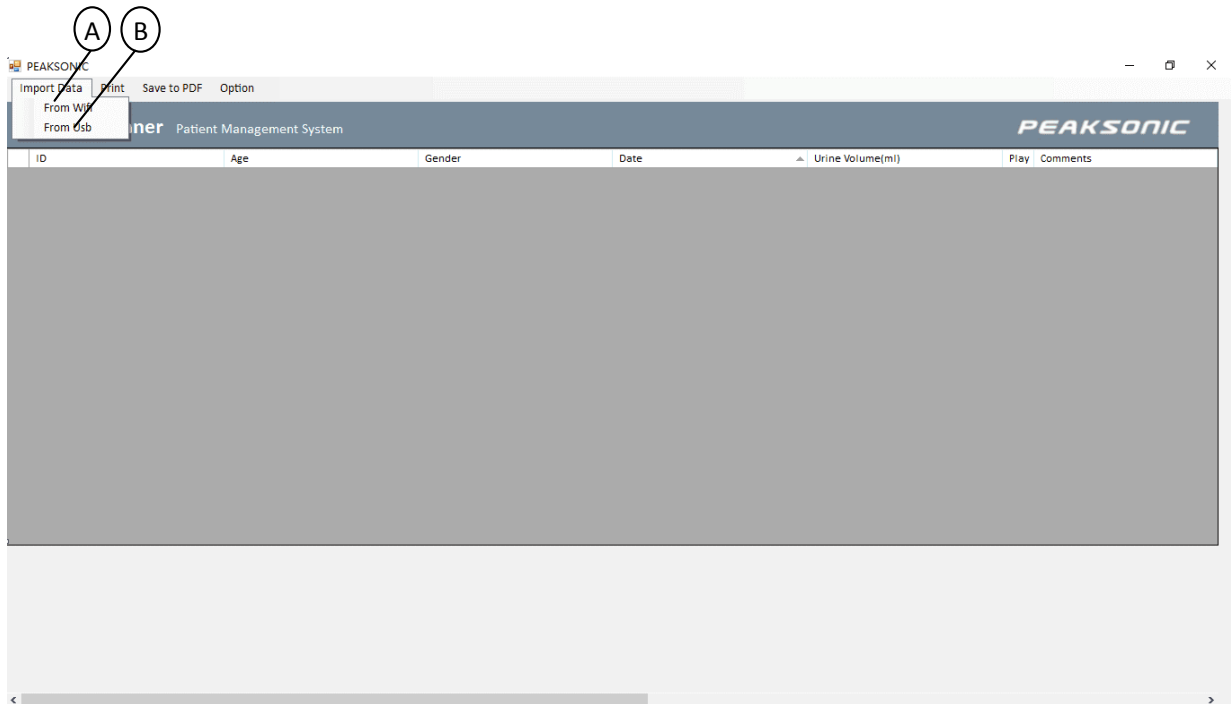 A B
PEAKSONIC
Import Data Print Save to PDF Option
From Wifi
From Usb
nner Patient Management System PEAKSONIC
ID Age Gender Date Urine Volume(ml) Play Comments